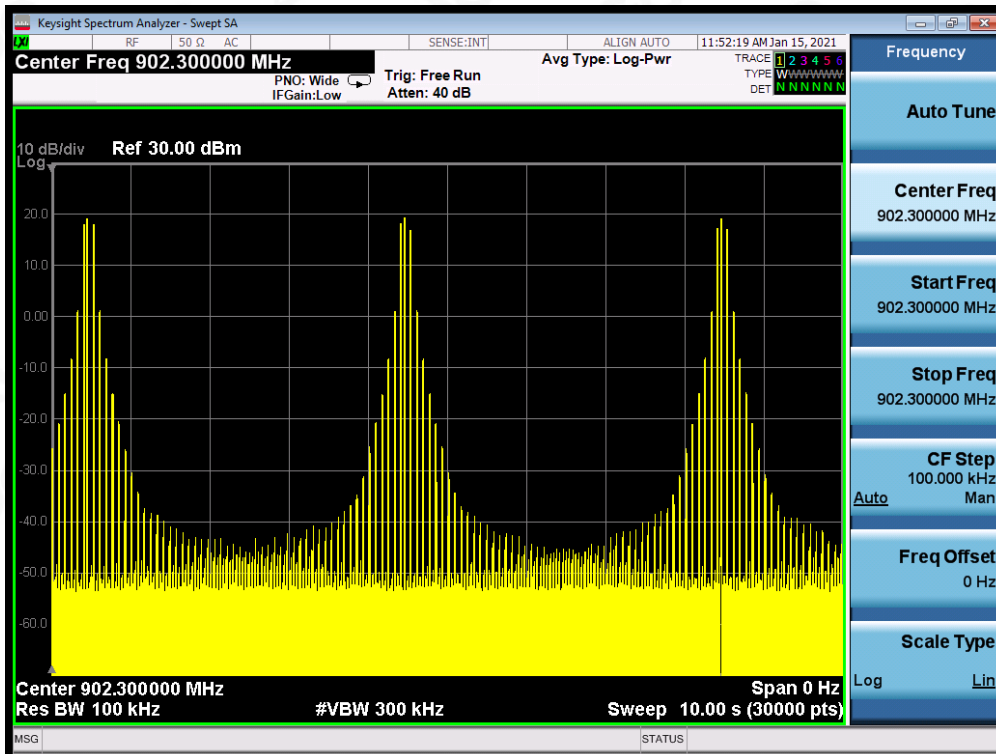 Keysight Spectrum Analyzer - Swept SA
LXI RF 50 Ω AC SENSE:INT ALIGN AUTO 11:52:19 AM Jan 15, 2021
Center Freq 902.300000 MHz
PNO: Wide
IFGain:Low
Trig: Free Run
Atten: 40 dB
Avg Type: Log-Pwr
TRACE 1 2 3 4 5 6
TYPE WWWWWW
DET N N N N N N
10 dB/div
Log
Ref 30.00 dBm
20.0
10.0
0.00
-10.0
-20.0
-30.0
-40.0
-50.0
-60.0
Center 902.300000 MHz
Span 0 Hz
Res BW 100 kHz
#VBW 300 kHz
Sweep 10.00 s (30000 pts)
MSG
STATUS
Frequency
Auto Tune
Center Freq
902.300000 MHz
Start Freq
902.300000 MHz
Stop Freq
902.300000 MHz
CF Step
100.000 kHz
Auto Man
Freq Offset
0 Hz
Scale Type
Log Lin